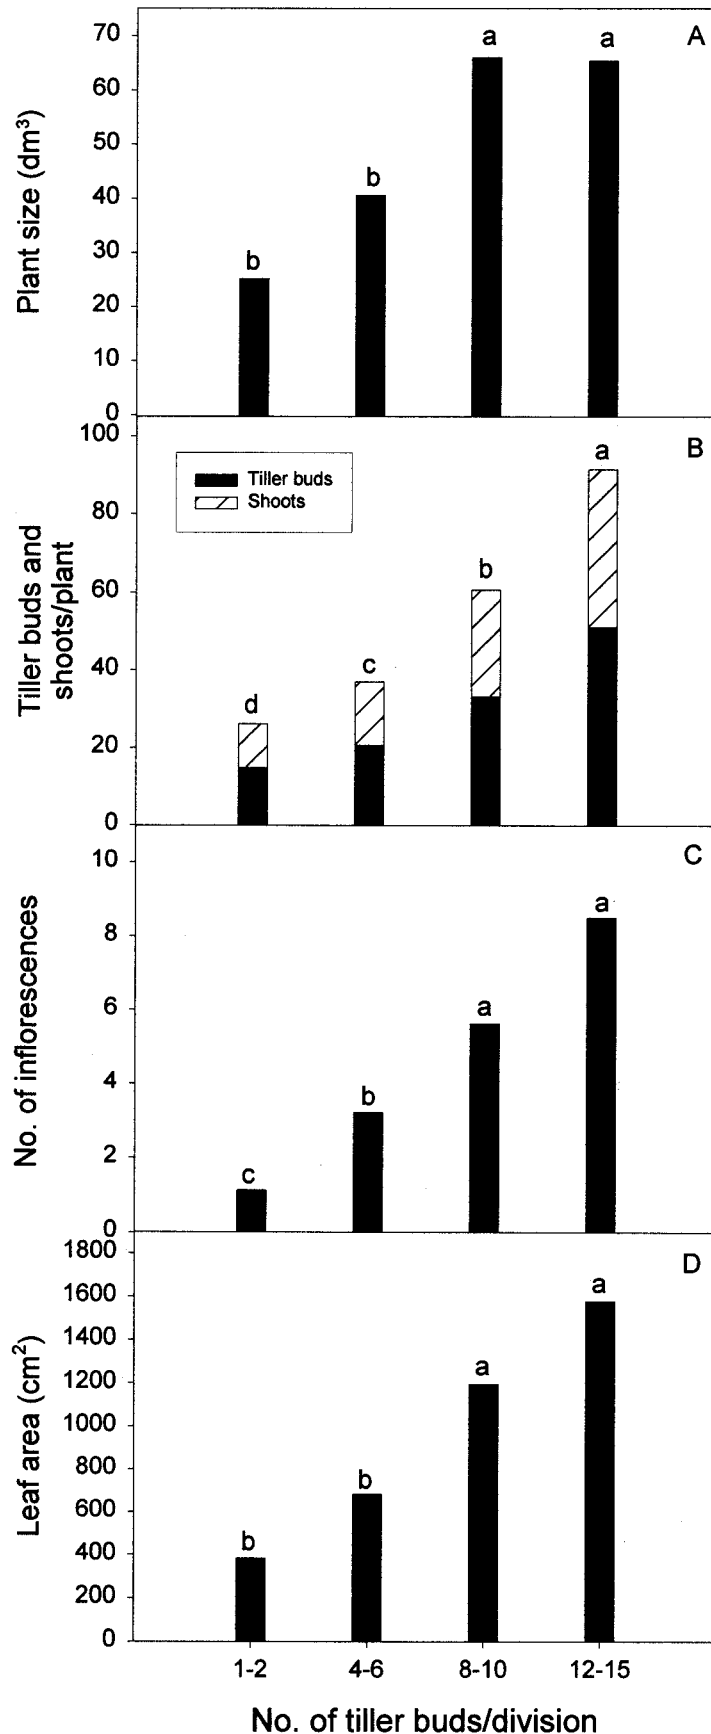 A
Plant size (dm³)
70
60
50
40
30
20
10
0
b
b
a
a
B
Tiller buds and
shoots/plant
100
80
60
40
20
0
Tiller buds
Shoots
d
c
b
a
C
No. of inflorescences
10
8
6
4
2
0
c
b
a
a
D
Leaf area (cm²)
1800
1600
1400
1200
1000
800
600
400
200
0
b
b
a
a
1-2 4-6 8-10 12-15
No. of tiller buds/division